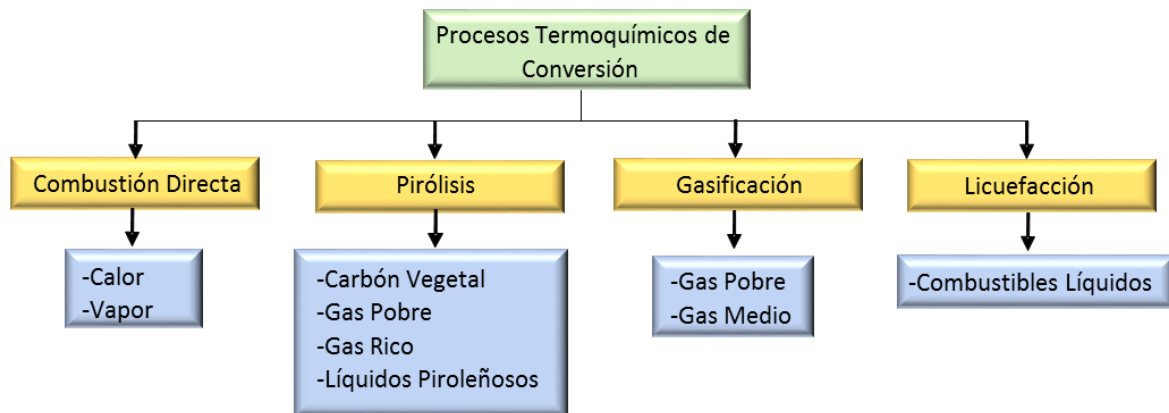 Procesos Termoquímicos de
Conversión
Combustión Directa
Pirólisis
Gasificación
Licuefacción
-Calor
-Vapor
-Carbón Vegetal
-Gas Pobre
-Gas Rico
-Líquidos Piroleñosos
-Gas Pobre
-Gas Medio
-Combustibles Líquidos